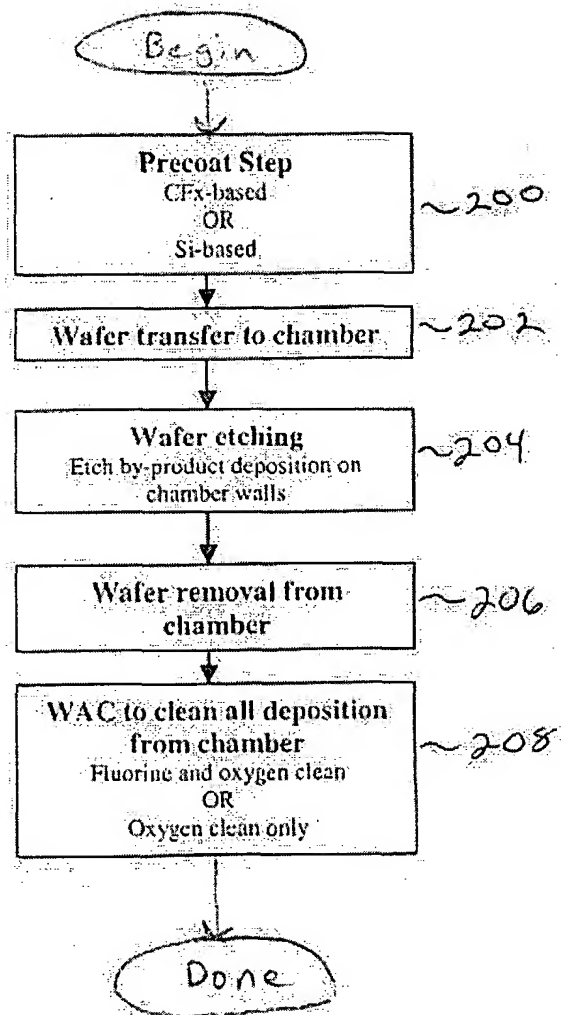 Begin
Precoat Step
CFx-based
OR
Si-based
~200
Wafer transfer to chamber
~202
Wafer etching
Etch by-product deposition on
chamber walls
~204
Wafer removal from
chamber
~206
WAC to clean all deposition
from chamber
Fluorine and oxygen clean
OR
Oxygen clean only
~208
Done